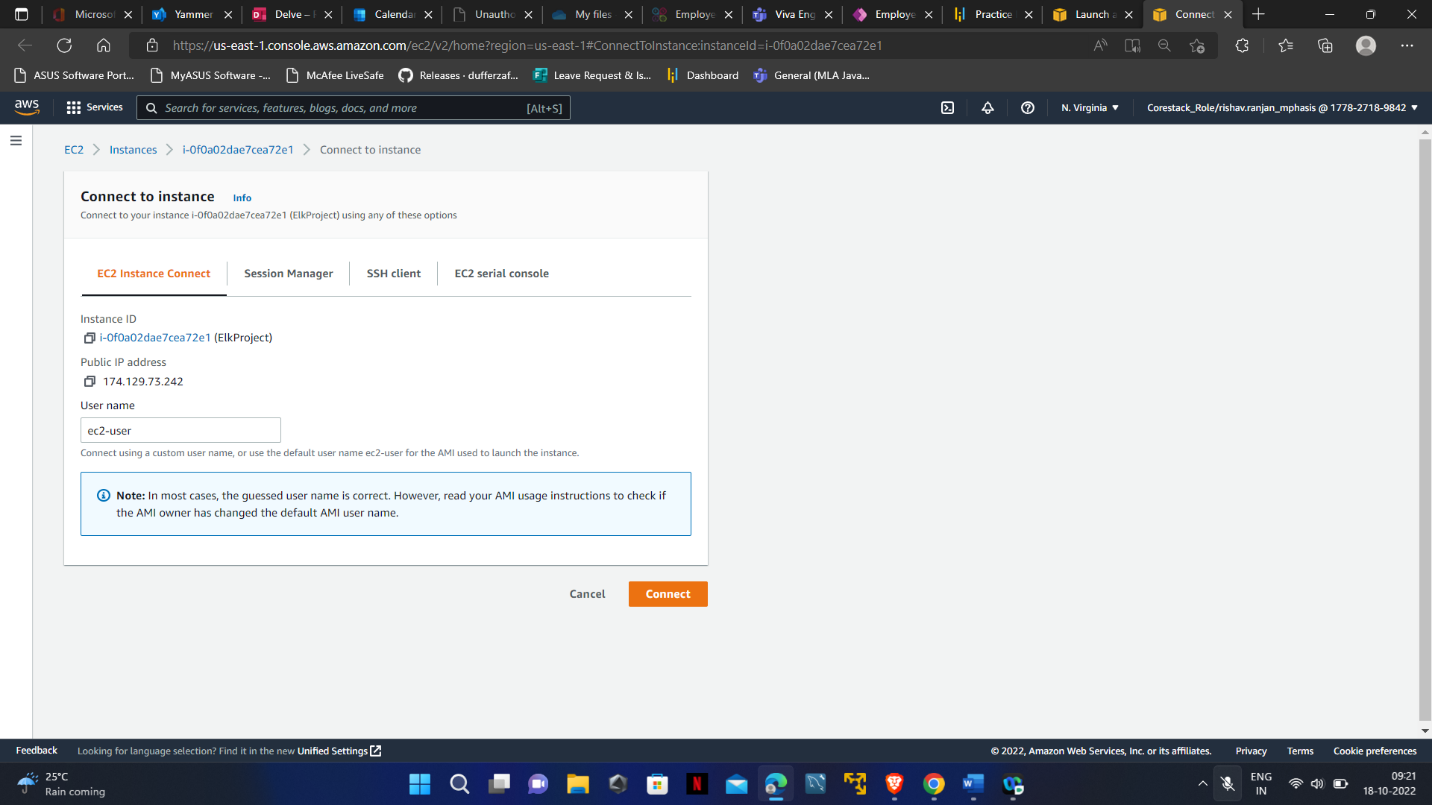 Microsof
Yammer
Delve – 
Calendar
Unautho
My files
Employe
Viva Eng
Employe
Practice
Launch a
Connect
https://us-east-1.console.aws.amazon.com/ec2/v2/home?region=us-east-1#ConnectToInstance:instanceId=i-0f0a02dae7cea72e1
ASUS Software Port...
MyASUS Software -...
McAfee LiveSafe
Releases · dufferzaf...
Leave Request & Is...
Dashboard
General (MLA Java...
aws
Services
Search for services, features, blogs, docs, and more
[Alt+S]
N. Virginia
Corestack_Role/rishav.ranjan_mphasis @ 1778-2718-9842
EC2 > Instances > i-0f0a02dae7cea72e1 > Connect to instance
Connect to instance Info
Connect to your instance i-0f0a02dae7cea72e1 (ElkProject) using any of these options
EC2 Instance Connect
Session Manager
SSH client
EC2 serial console
Instance ID
i-0f0a02dae7cea72e1 (ElkProject)
Public IP address
174.129.73.242
User name
ec2-user
Connect using a custom user name, or use the default user name ec2-user for the AMI used to launch the instance.
Note: In most cases, the guessed user name is correct. However, read your AMI usage instructions to check if
the AMI owner has changed the default AMI user name.
Cancel
Connect
Feedback
Looking for language selection? Find it in the new Unified Settings
© 2022, Amazon Web Services, Inc. or its affiliates.
Privacy
Terms
Cookie preferences
25°C
Rain coming
ENG
IN
09:21
18-10-2022